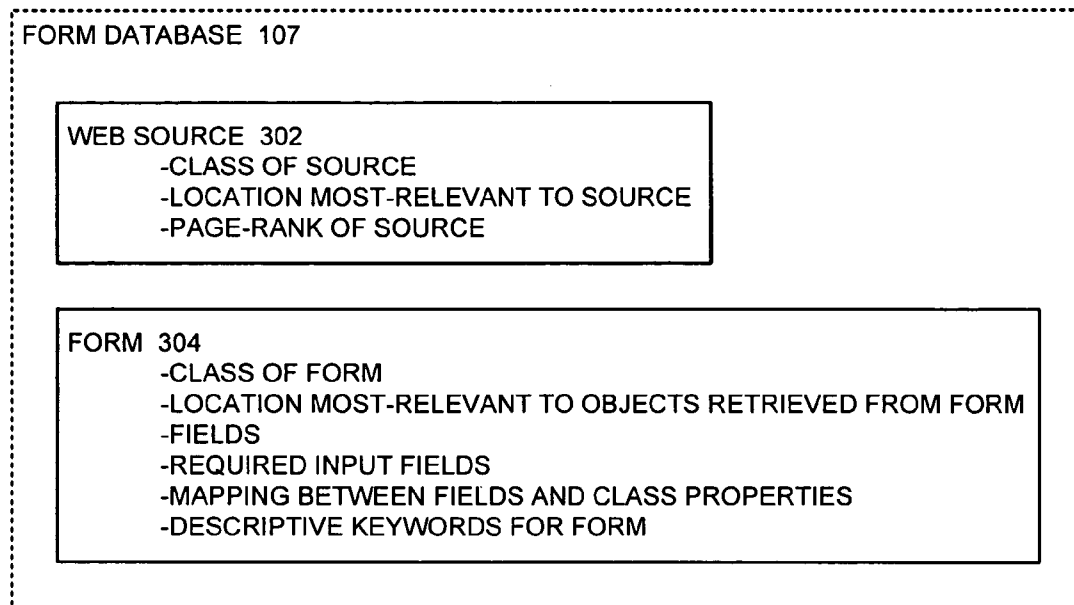 FORM DATABASE 107
WEB SOURCE 302
-CLASS OF SOURCE
-LOCATION MOST-RELEVANT TO SOURCE
-PAGE-RANK OF SOURCE
FORM 304
-CLASS OF FORM
-LOCATION MOST-RELEVANT TO OBJECTS RETRIEVED FROM FORM
-FIELDS
-REQUIRED INPUT FIELDS
-MAPPING BETWEEN FIELDS AND CLASS PROPERTIES
-DESCRIPTIVE KEYWORDS FOR FORM